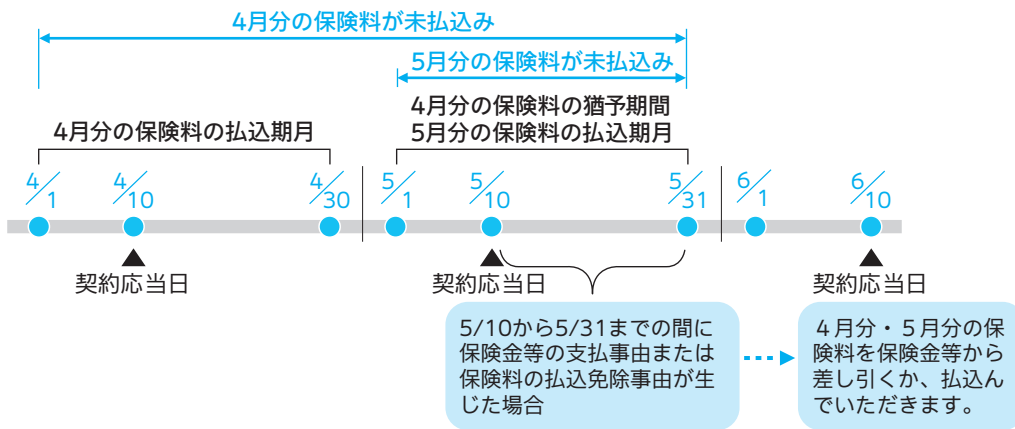 4月分の保険料が未払込み
5月分の保険料が未払込み
4月分の保険料の猶予期間
4月分の保険料の払込期月
5月分の保険料の払込期月
4/1 4/10 4/30 5/1 5/10 5/31 6/1 6/10
契約応当日 契約応当日 契約応当日
5/10から5/31までの間に
保険金等の支払事由または
保険料の払込免除事由が生
じた場合
4月分・5月分の保
険料を保険金等から
差し引くか、払込ん
でいただきます。